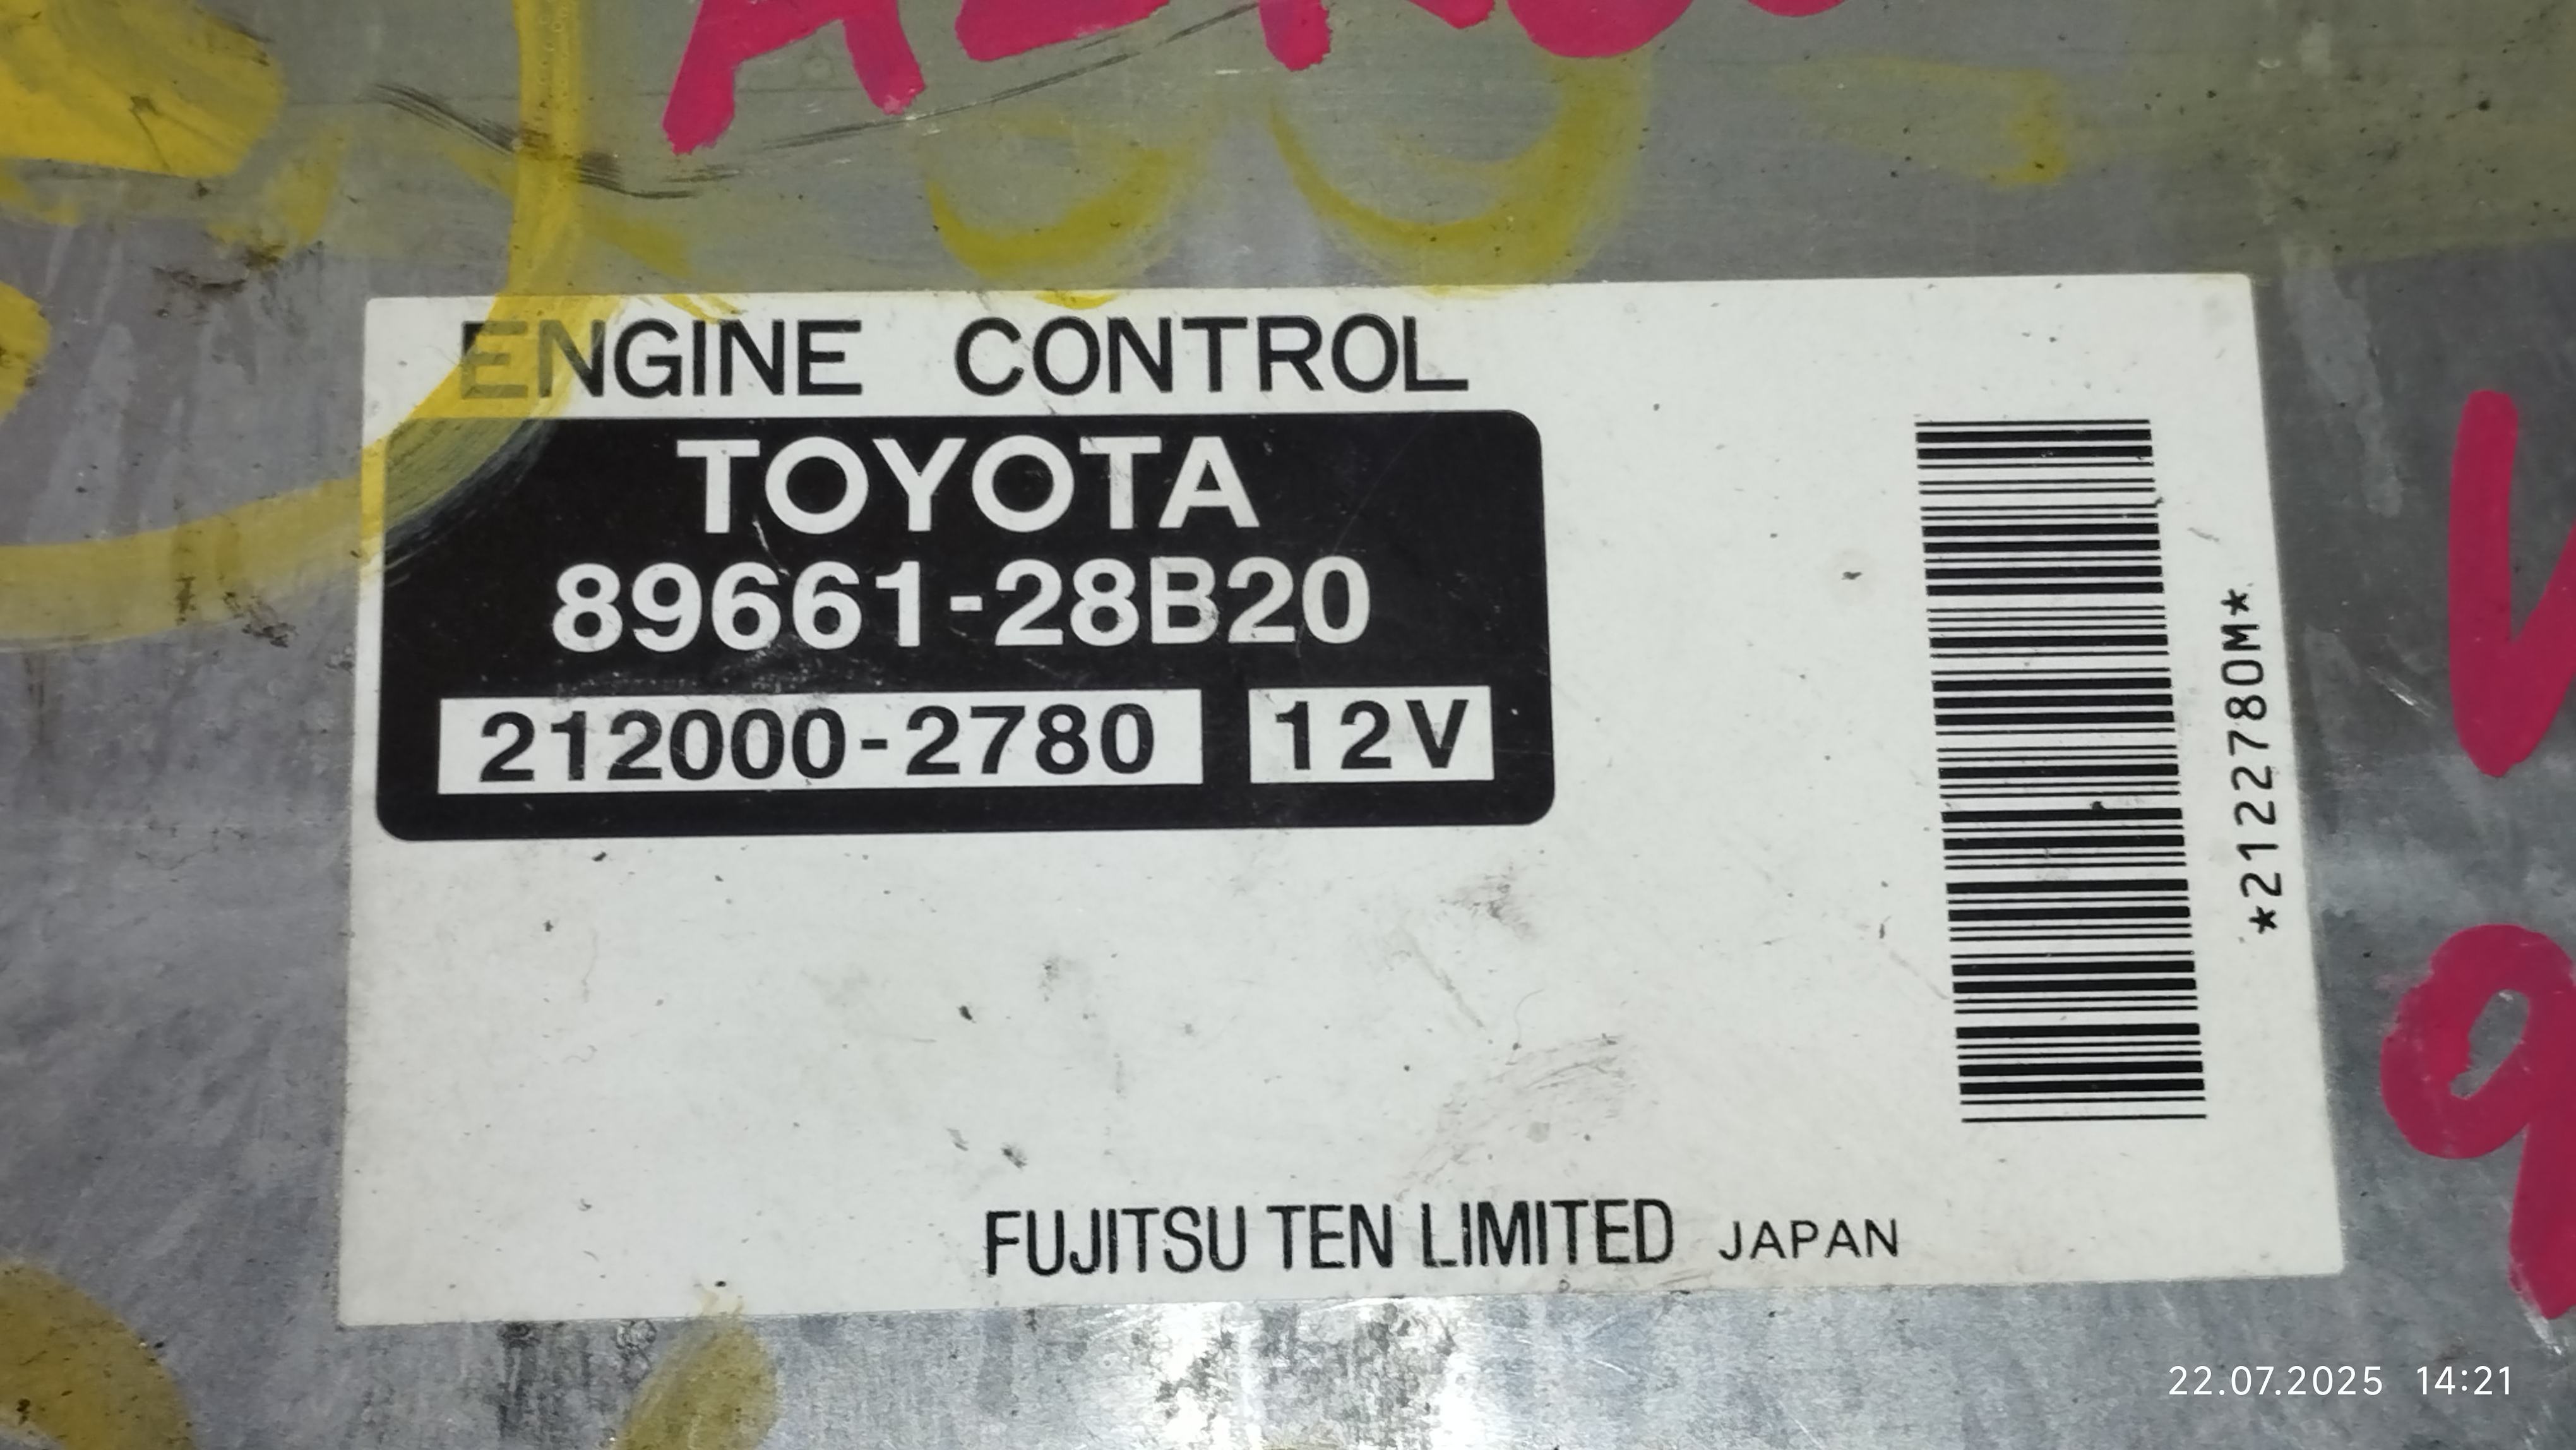 ENGINE CONTROL
TOYOTA
89661-28B20
212000-2780 12V
*2122780M*
FUJITSU TEN LIMITED JAPAN
22.07.2025 14:21